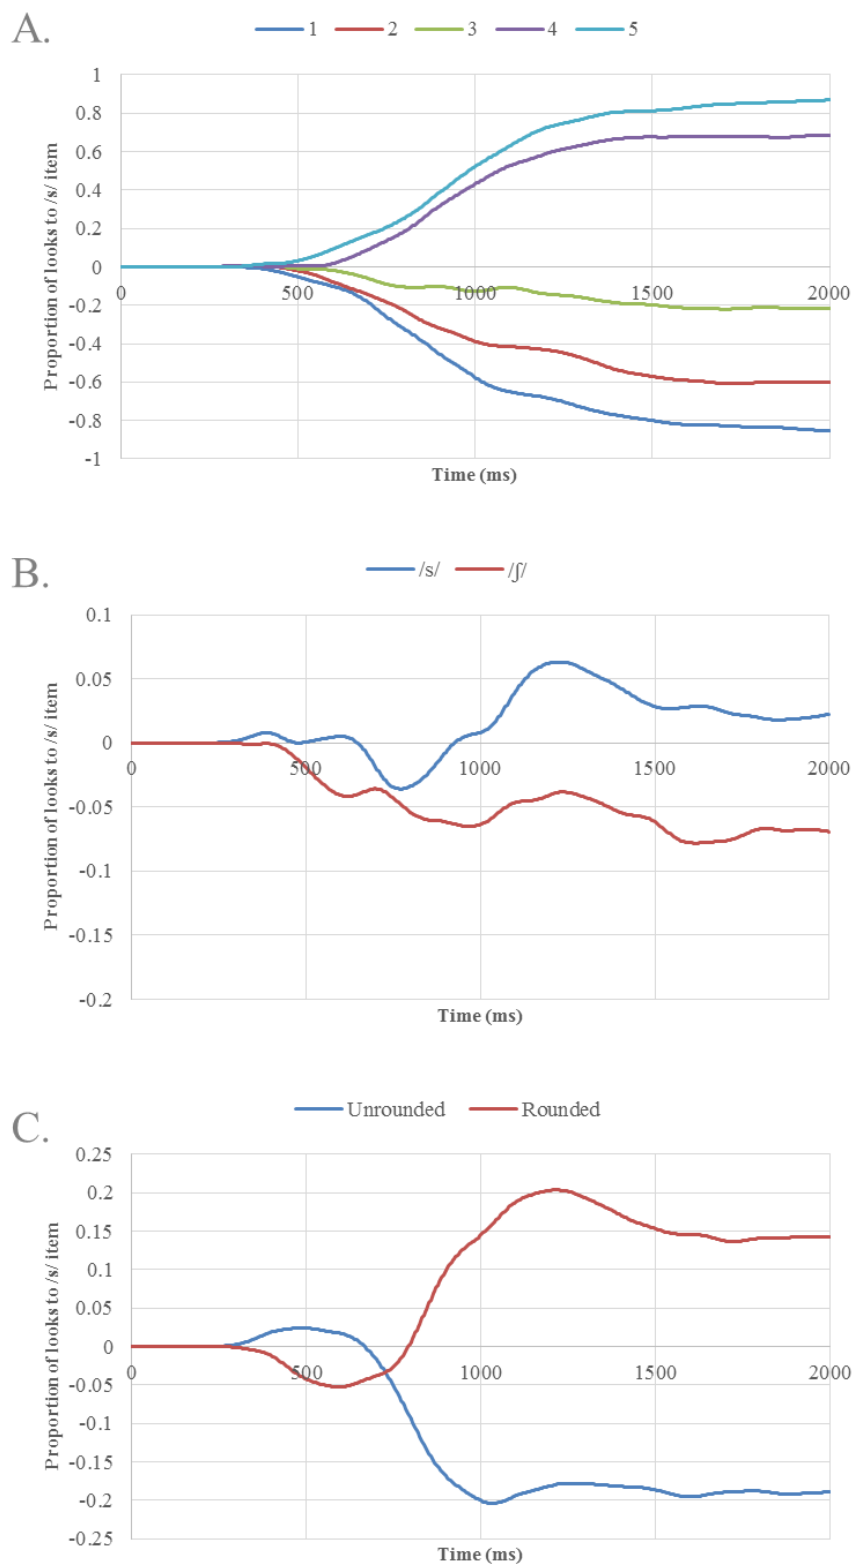 A.
1 2 3 4 5
1
0.8
0.6
0.4
0.2
0
-0.2
-0.4
-0.6
-0.8
-1
0 500 1000 1500 2000
Proportion of looks to /s/ item
Time (ms)
B.
/s/ /ʃ/
0.1
0.05
0
-0.05
-0.1
-0.15
-0.2
0 500 1000 1500 2000
Proportion of looks to /s/ item
Time (ms)
C.
Unrounded Rounded
0.25
0.2
0.15
0.1
0.05
0
-0.05
-0.1
-0.15
-0.2
-0.25
0 500 1000 1500 2000
Proportion of looks to /s/ item
Time (ms)